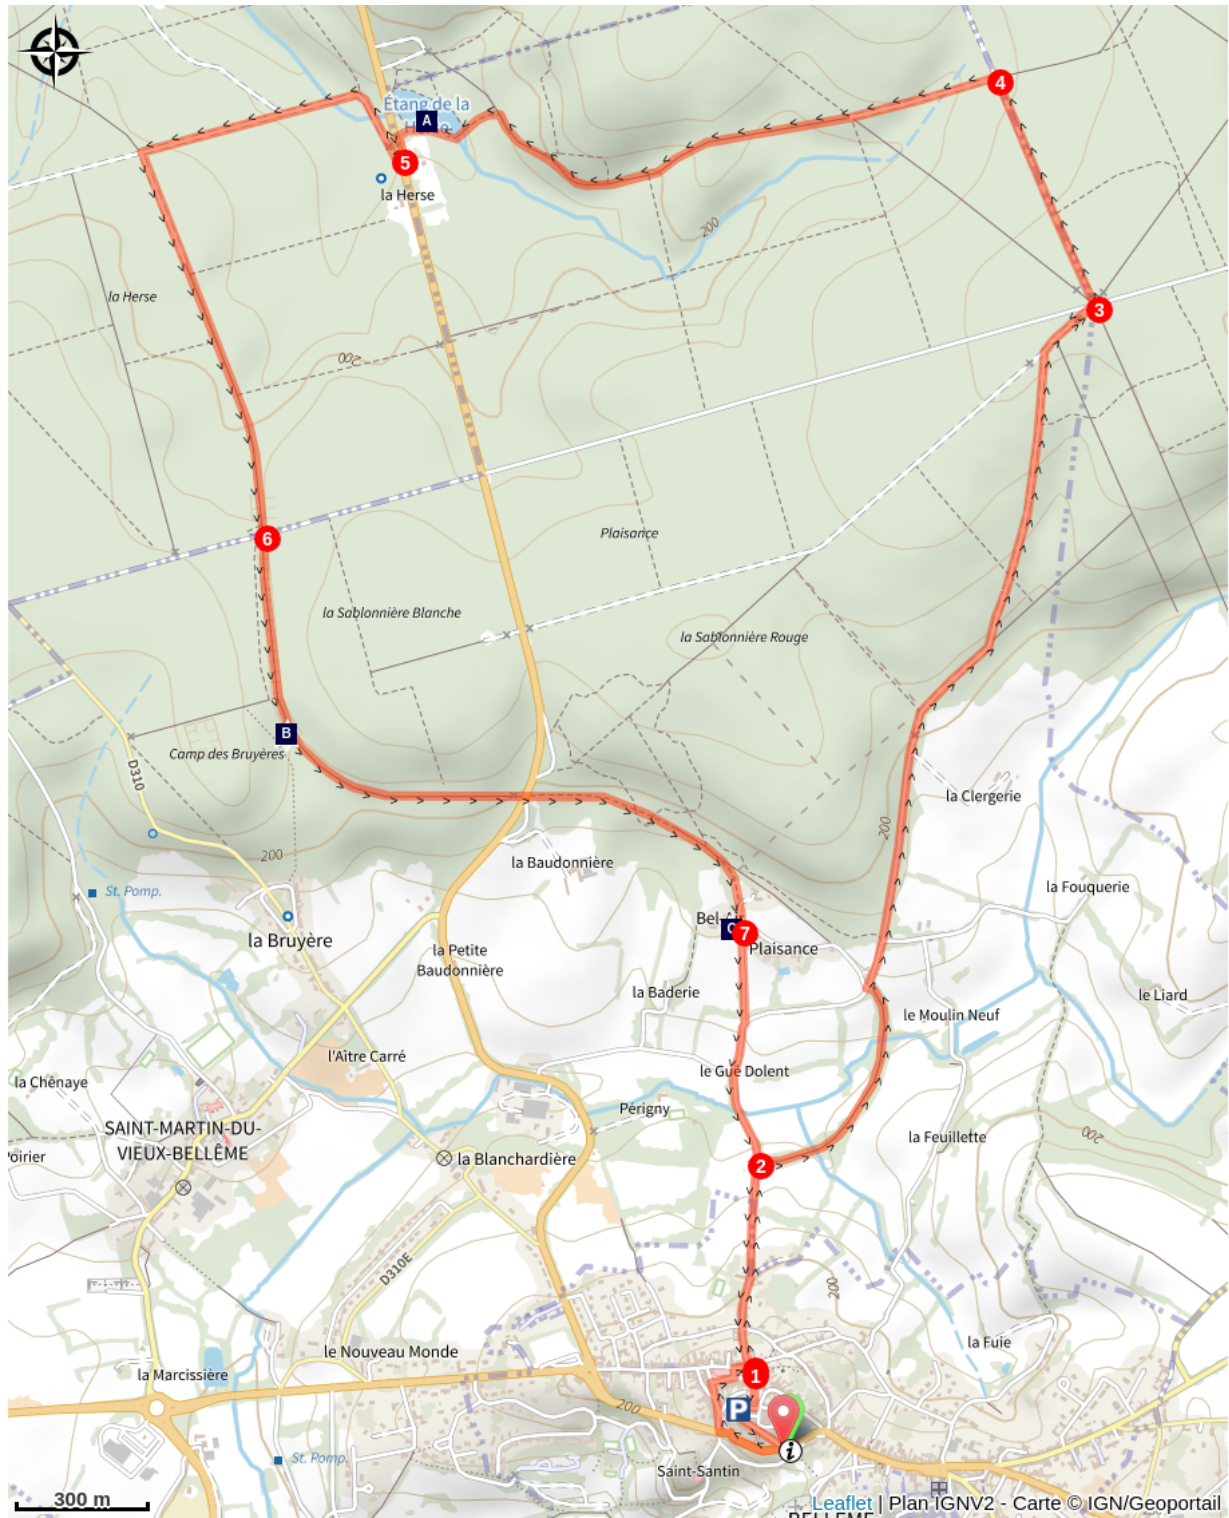 4
Étang de la
A
5
la Herse
200
3
la Herse
200
Plaisance
6
la Sablonnière Blanche
la Sablonnière Rouge
B
Camp des Bruyères
D310
la Clergerie
200
200
la Baudonnière
St. Pomp.
la Fouquerie
Bel
7
la Bruyère
Plaisance
la Petite
Baudonnière
la Baderie
le Liard
le Moulin Neuf
l'Aître Carré
le Gué Dolent
la Chênaye
Périgny
SAINT-MARTIN-DU-
VIEUX-BELLÊME
200
la Feuillette
Poirier
la Blanchardière
2
D310E
200
la Fuie
le Nouveau Monde
la Marcissière
1
P
200
i
St. Pomp.
Saint-Santin
300 m
Leaflet | Plan IGNV2 - Carte © IGN/Geoportail
BELLÊME